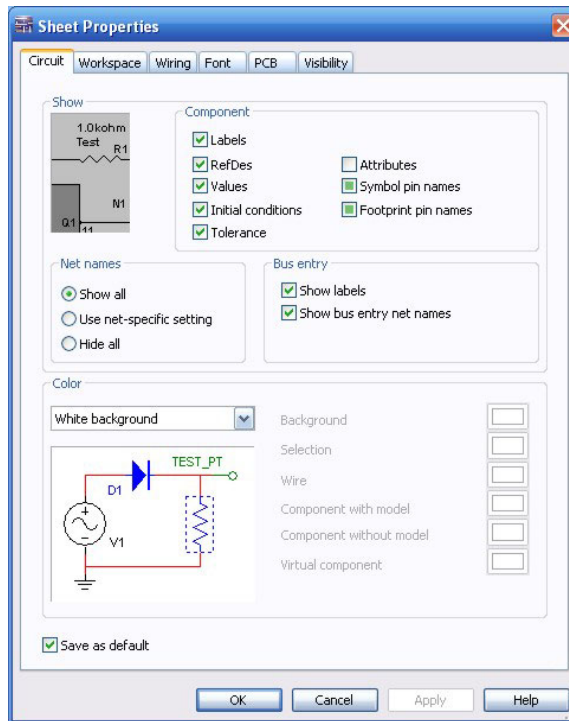 Sheet Properties
Circuit Workspace Wiring Font PCB Visibility
Show
1.0kohm
Test
R1
N1
Q1
11
Component
Labels
RefDes
Values
Initial conditions
Tolerance
Attributes
Symbol pin names
Footprint pin names
Net names
Show all
Use net-specific setting
Hide all
Bus entry
Show labels
Show bus entry net names
Color
White background
TEST_PT
D1
V1
Background
Selection
Wire
Component with model
Component without model
Virtual component
Save as default
OK Cancel Apply Help